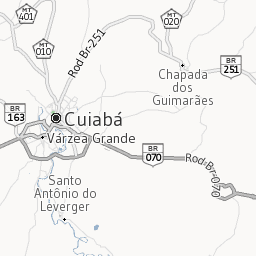 MT
401
MT
010
Rod Br-251
MT
020
BR
251
Chapada
dos
Guimarães
BR
163
Cuiabá
Várzea Grande
BR
070
Rod Br-070
Santo
Antônio do
Leverger